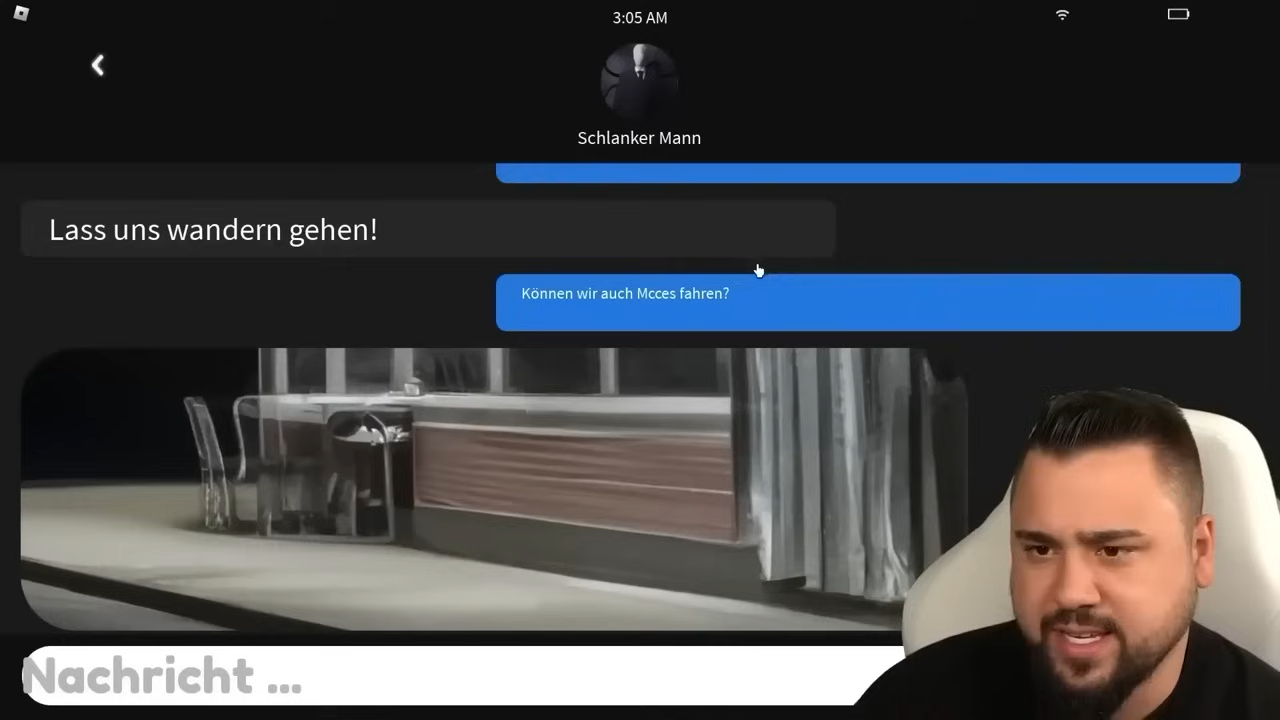 3:05 AM
Schlanker Mann
Lass uns wandern gehen!
Können wir auch Mcces fahren?
Nachricht ...